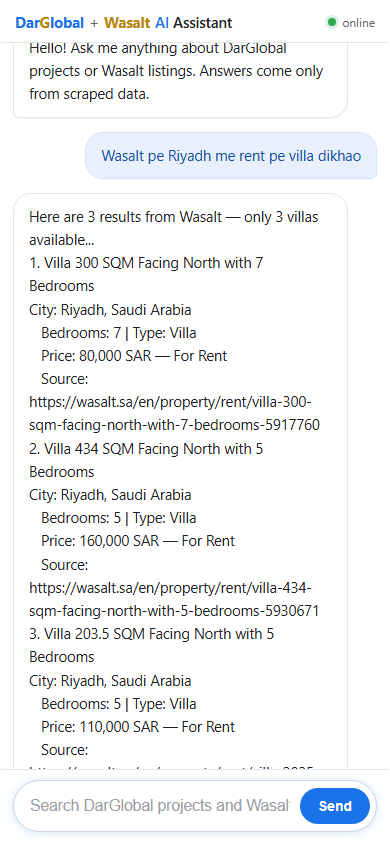 DarGlobal + Wasalt AI Assistant
online
Hello! Ask me anything about DarGlobal
projects or Wasalt listings. Answers come only
from scraped data.
Wasalt pe Riyadh me rent pe villa dikhao
Here are 3 results from Wasalt — only 3 villas
available...
1. Villa 300 SQM Facing North with 7
Bedrooms
City: Riyadh, Saudi Arabia
Bedrooms: 7 | Type: Villa
Price: 80,000 SAR — For Rent
Source:
https://wasalt.sa/en/property/rent/villa-300-
sqm-facing-north-with-7-bedrooms-5917760
2. Villa 434 SQM Facing North with 5
Bedrooms
City: Riyadh, Saudi Arabia
Bedrooms: 5 | Type: Villa
Price: 160,000 SAR — For Rent
Source:
https://wasalt.sa/en/property/rent/villa-434-
sqm-facing-north-with-5-bedrooms-5930671
3. Villa 203.5 SQM Facing North with 5
Bedrooms
City: Riyadh, Saudi Arabia
Bedrooms: 5 | Type: Villa
Price: 110,000 SAR — For Rent
Source:
Search DarGlobal projects and Wasal
Send